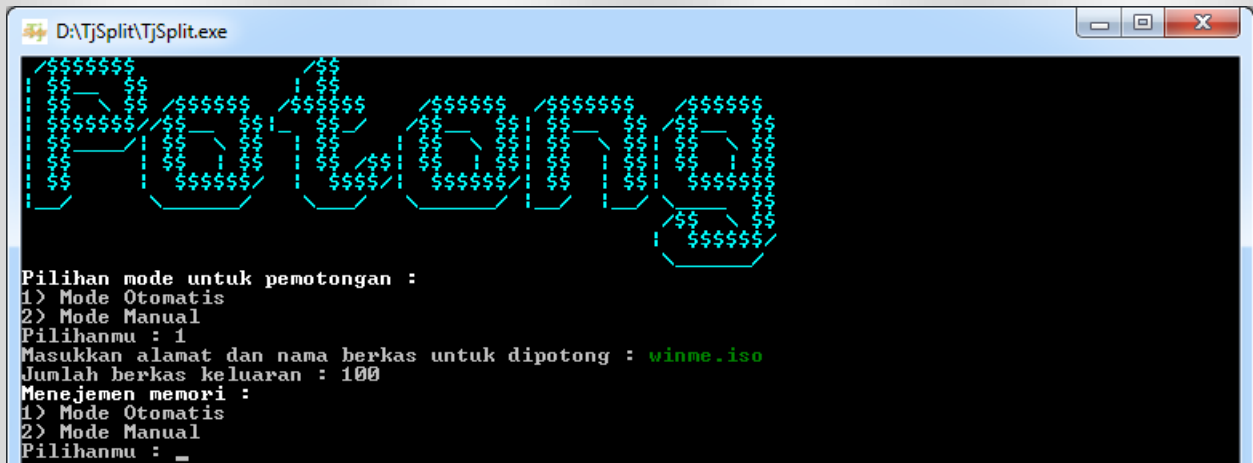 D:\TjSplit\TjSplit.exe
Potong
Pilihan mode untuk pemotongan :
1) Mode Otomatis
2) Mode Manual
Pilihanmu : 1
Masukkan alamat dan nama berkas untuk dipotong : winme.iso
Jumlah berkas keluaran : 100
Menejemen memori :
1) Mode Otomatis
2) Mode Manual
Pilihanmu : _